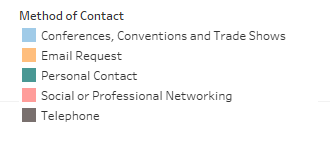 Method of Contact
Conferences, Conventions and Trade Shows
Email Request
Personal Contact
Social or Professional Networking
Telephone